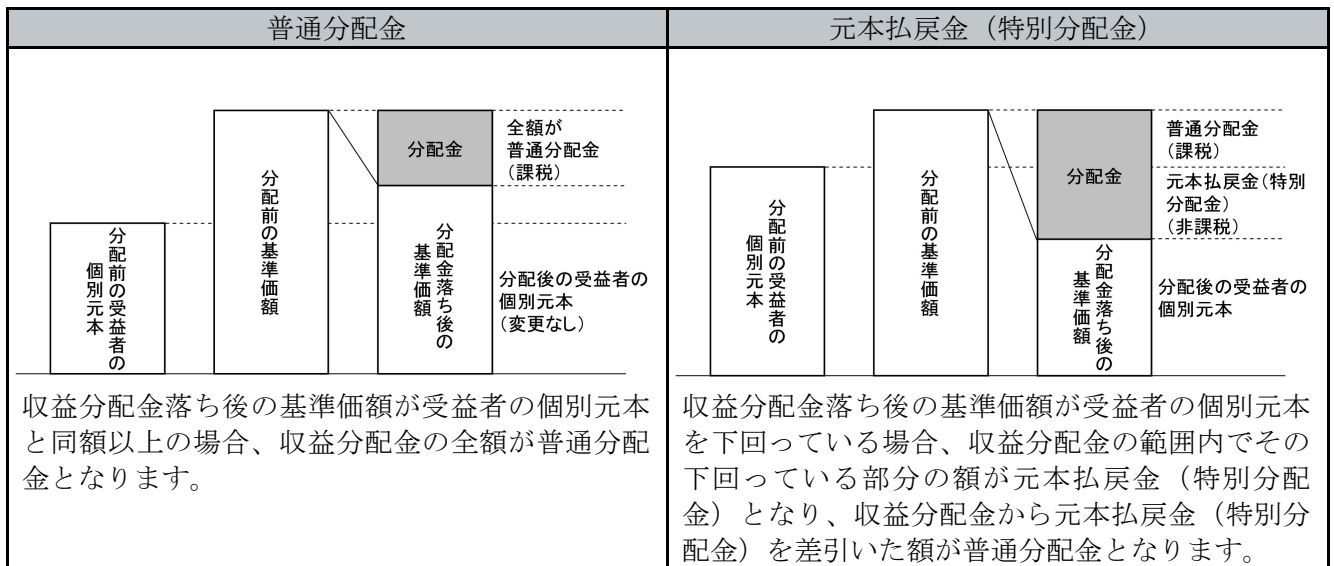 普通分配金
分配前の受益者の
個別元本
分配前の基準価額
分配金
分配金落ち後の
基準価額
全額が
普通分配金
(課税)
分配後の受益者の
個別元本
(変更なし)
収益分配金落ち後の基準価額が受益者の個別元本
と同額以上の場合、収益分配金の全額が普通分配
金となります。
元本払戻金（特別分配金）
分配前の受益者の
個別元本
分配前の基準価額
分配金
分配金落ち後の
基準価額
普通分配金
(課税)
元本払戻金(特別
分配金)
(非課税)
分配後の受益者の
個別元本
収益分配金落ち後の基準価額が受益者の個別元本
を下回っている場合、収益分配金の範囲内でその
下回っている部分の額が元本払戻金（特別分配
金）となり、収益分配金から元本払戻金（特別分
配金）を差引いた額が普通分配金となります。